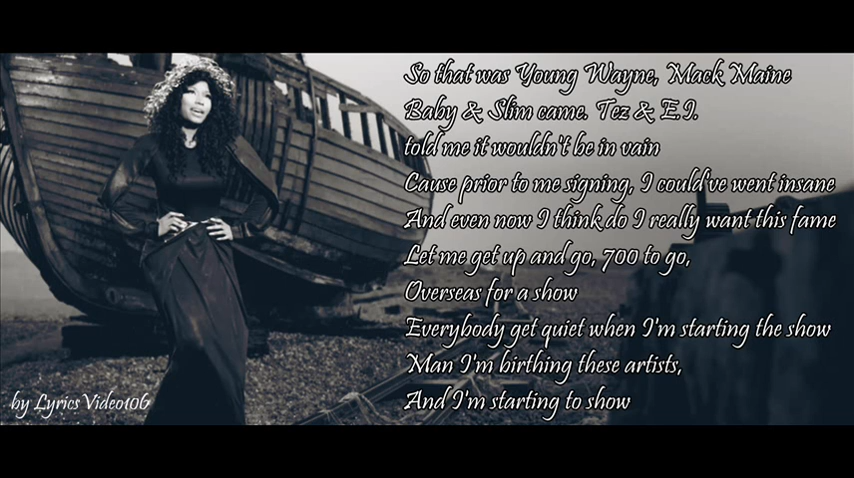 So that was Young Wayne, Mack Maine
Baby & Slim came. Tez & E.I.
told me it wouldn't be in vain
Cause prior to me signing, I could've went insane
And even now I think do I really want this fame
Let me get up and go, 700 to go,
Overseas for a show
Everybody get quiet when I'm starting the show
Man I'm birthing these artists,
And I'm starting to show
by LyricsVideo106